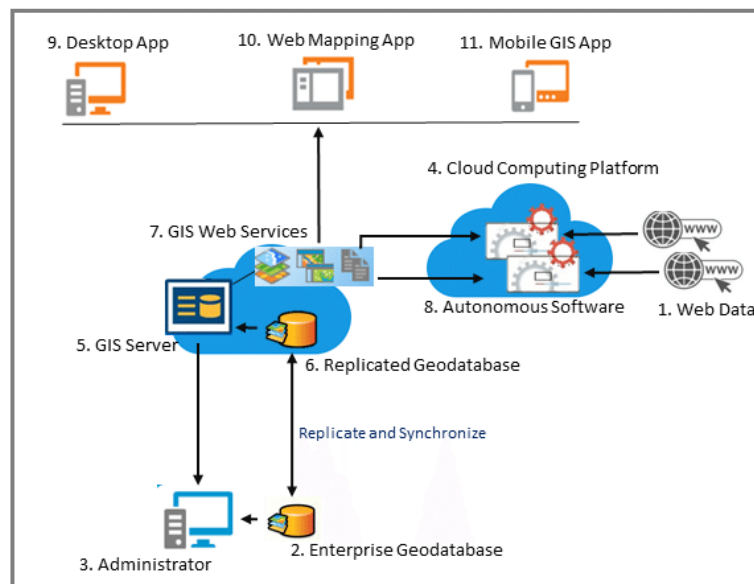 9. Desktop App
10. Web Mapping App
11. Mobile GIS App
4. Cloud Computing Platform
7. GIS Web Services
WWW
WWW
8. Autonomous Software
1. Web Data
5. GIS Server
6. Replicated Geodatabase
Replicate and Synchronize
3. Administrator
2. Enterprise Geodatabase